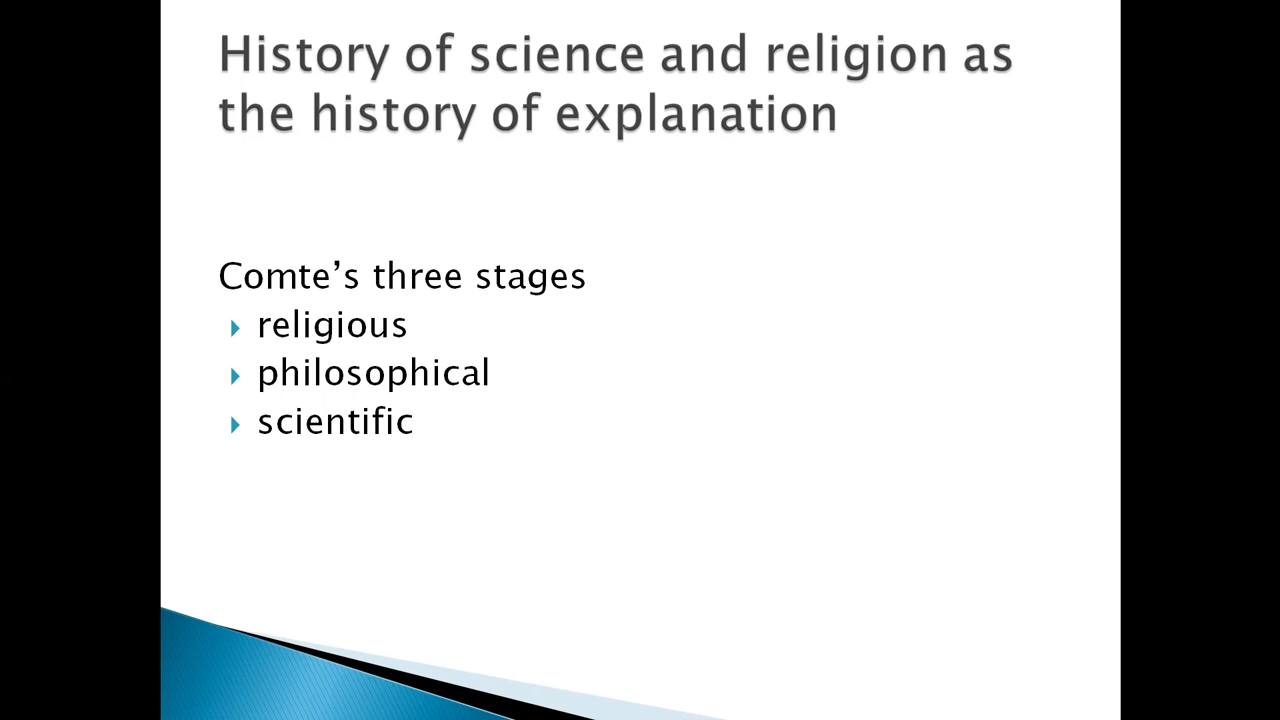 History of science and religion as
the history of explanation
Comte’s three stages
religious
philosophical
scientific